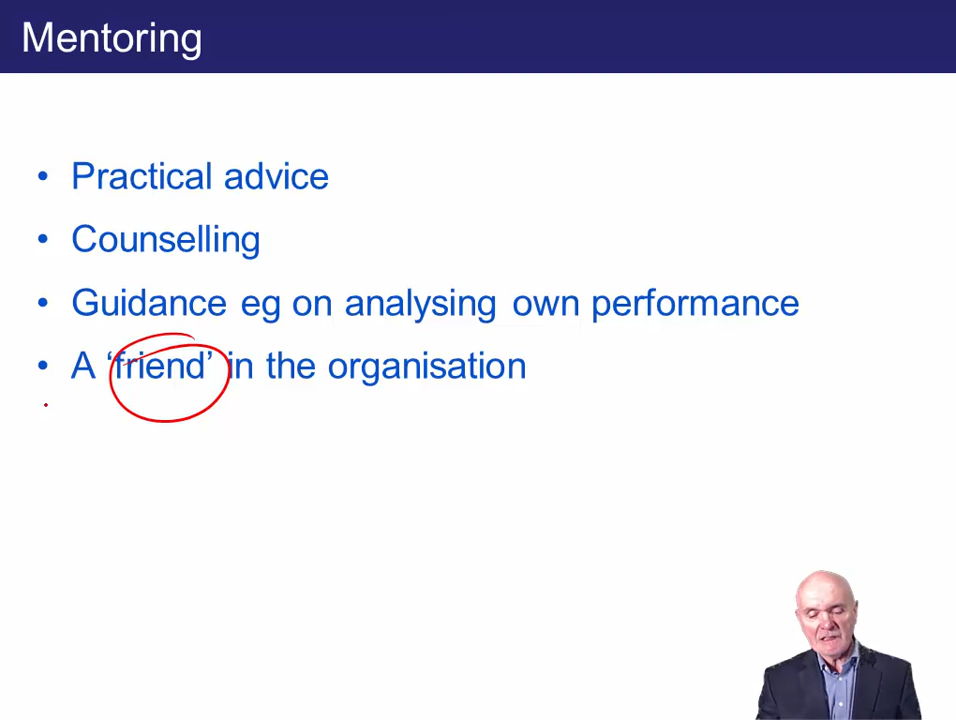 Mentoring
• Practical advice
• Counselling
• Guidance eg on analysing own performance
• A ‘friend’ in the organisation